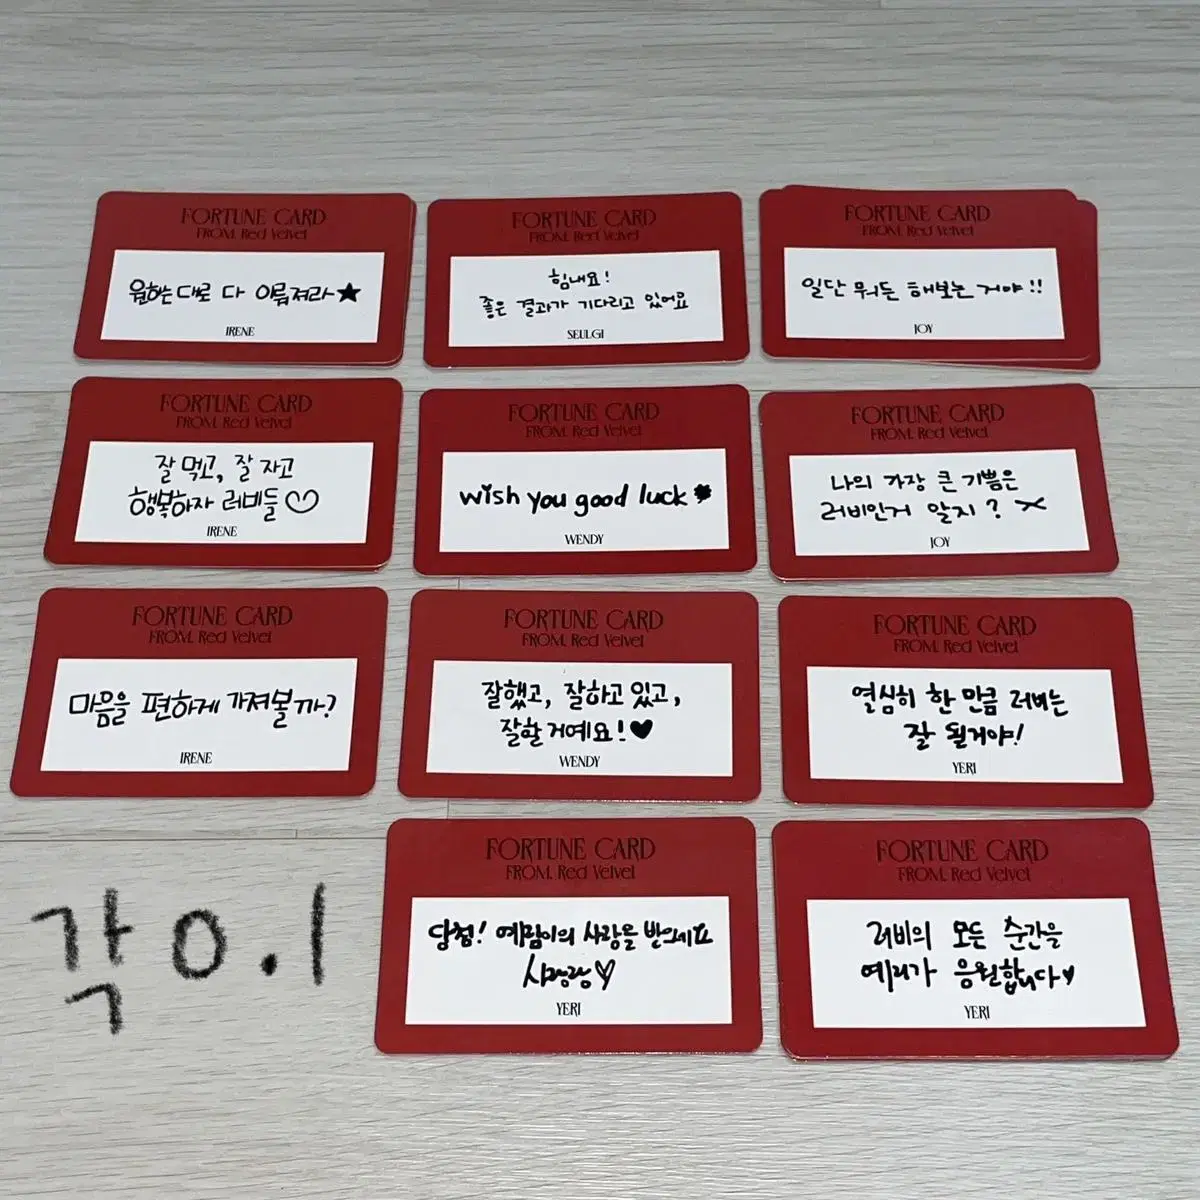 FORTUNE CARD
FROM. Red Velvet
원하는대로 다 이뤄져라★
IRENE
FORTUNE CARD
FROM. Red Velvet
힘내요!
좋은 결과가 기다리고 있어요
SEULGI
FORTUNE CARD
FROM. Red Velvet
일단 뭐든 해보는 거야!!
JOY
FORTUNE CARD
FROM. Red Velvet
잘 먹고, 잘 자고
행복하자 러비들♡
IRENE
FORTUNE CARD
FROM. Red Velvet
wish you good luck
WENDY
FORTUNE CARD
FROM. Red Velvet
나의 가장 큰 기쁨은
러비인거 알지?
JOY
FORTUNE CARD
FROM. Red Velvet
마음을 편하게 가져볼까?
IRENE
FORTUNE CARD
FROM. Red Velvet
잘했고, 잘하고 있고,
잘할거예요!♥
WENDY
FORTUNE CARD
FROM. Red Velvet
열심히 한 만큼 러비는
잘 될거야!
YERI
FORTUNE CARD
FROM. Red Velvet
당첨! 예림이의 사랑을 받으세요
사랑랑♡
YERI
FORTUNE CARD
FROM. Red Velvet
러비의 모든 순간을
예리가 응원합니다♥
YERI
각 0.1